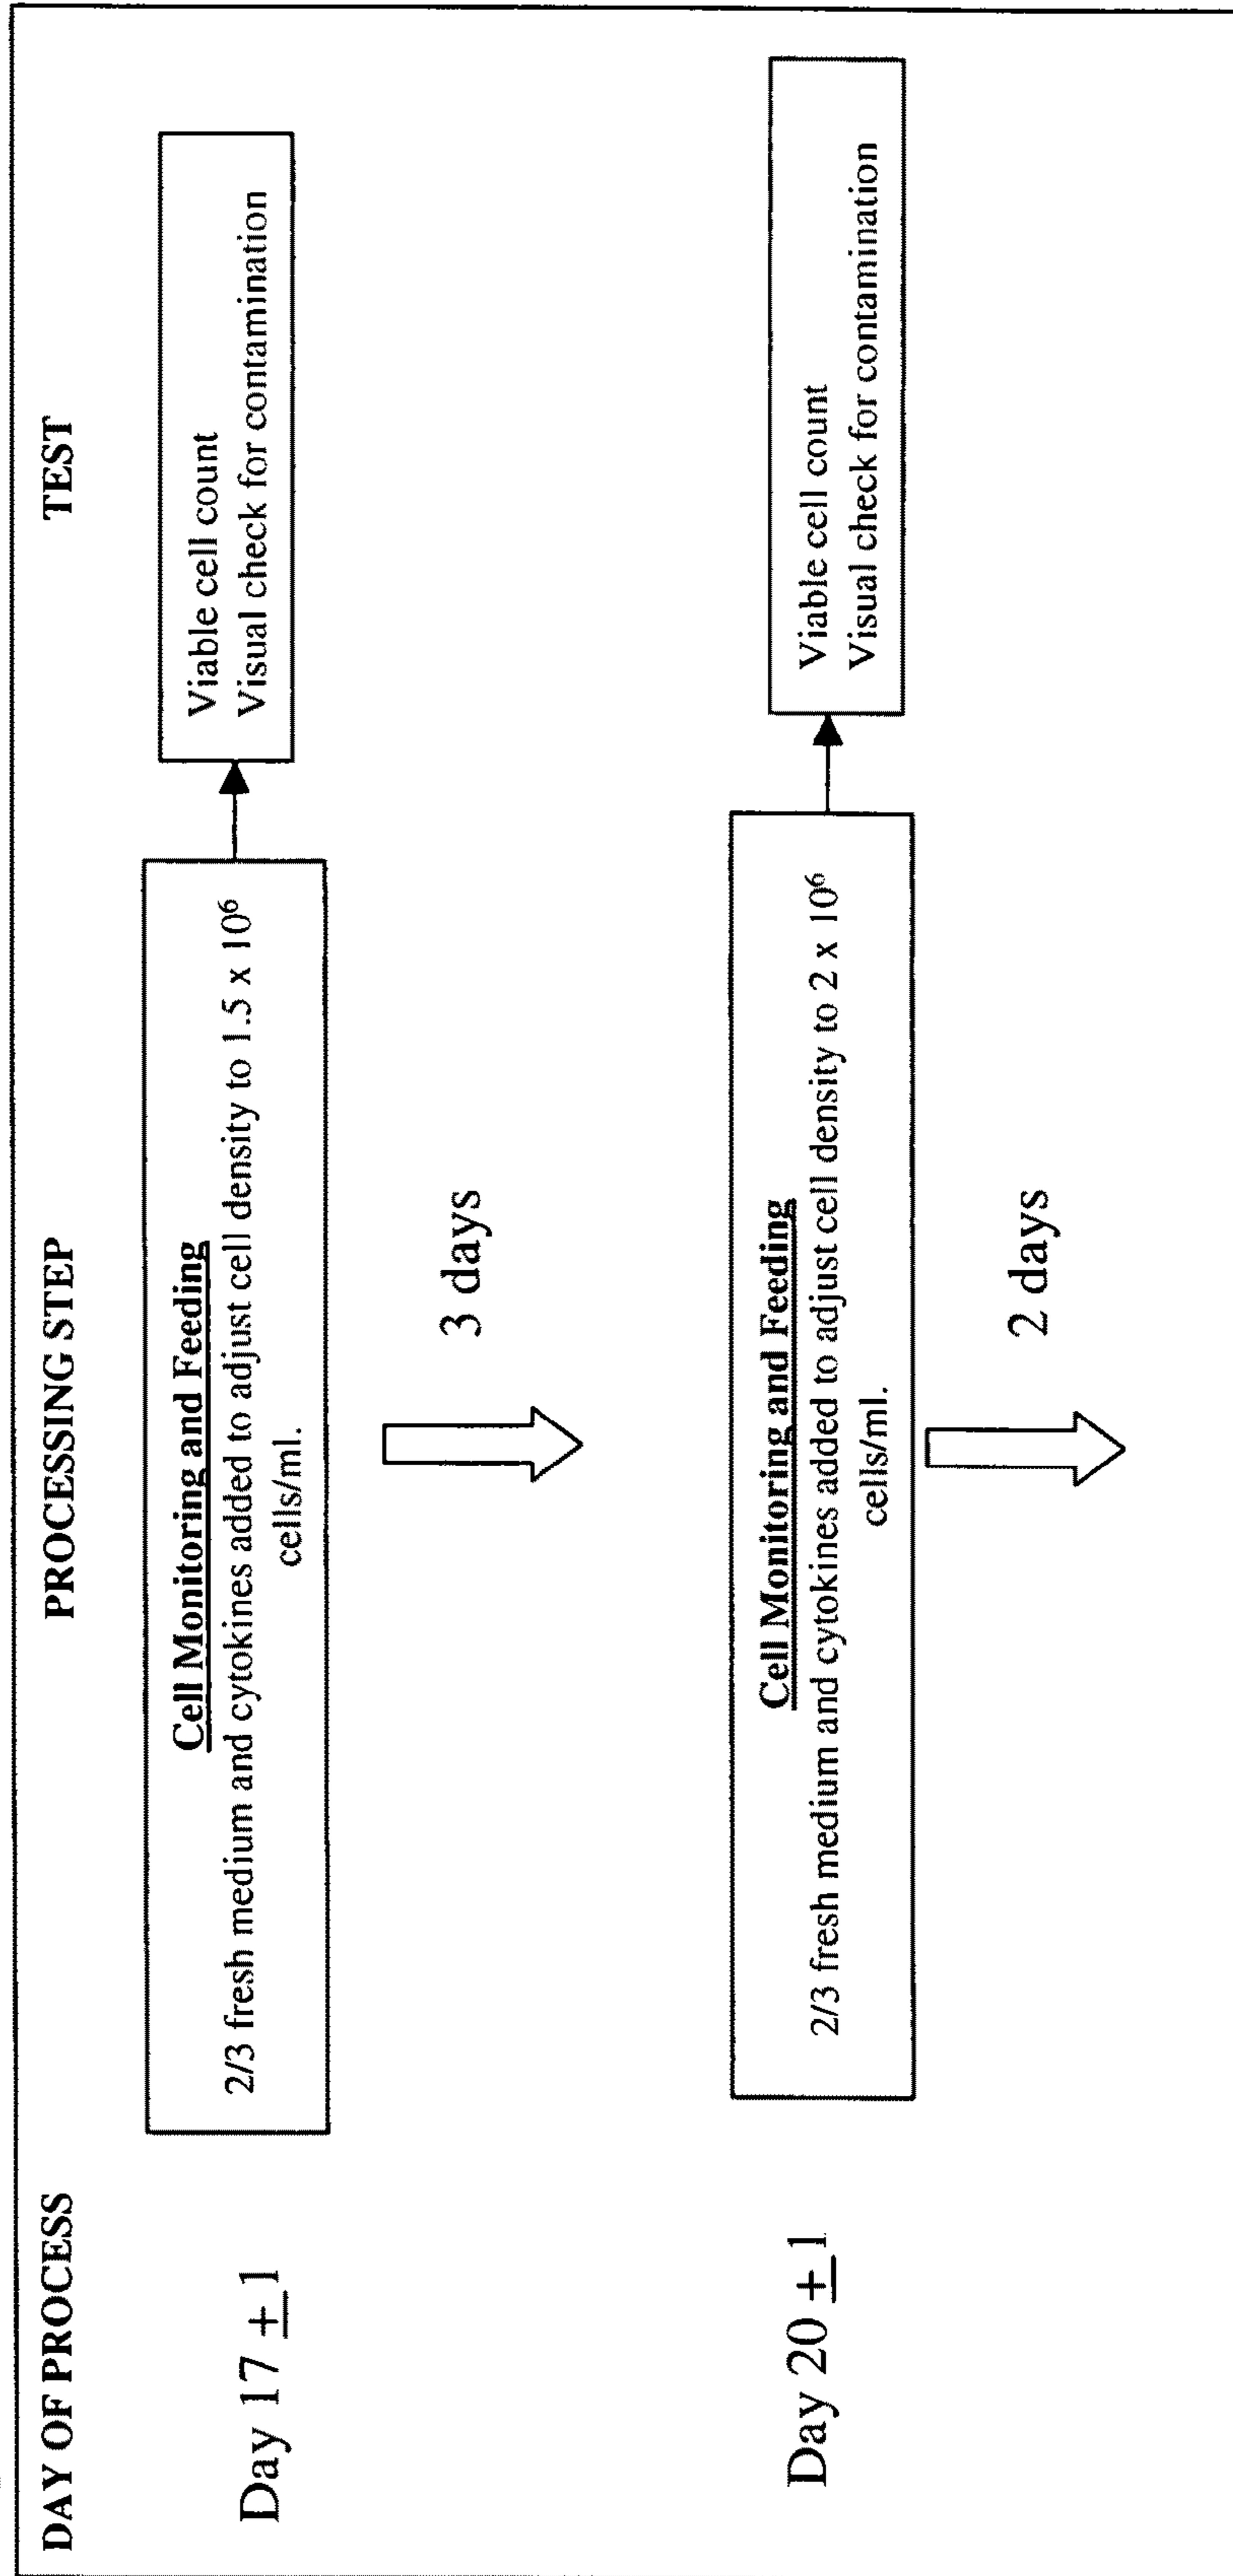 DAY OF PROCESS
PROCESSING STEP
TEST
Day 17 ± 1
Cell Monitoring and Feeding
2/3 fresh medium and cytokines added to adjust cell density to 1.5 x 10⁶
cells/ml.
Viable cell count
Visual check for contamination
3 days
Day 20 ± 1
Cell Monitoring and Feeding
2/3 fresh medium and cytokines added to adjust cell density to 2 x 10⁶
cells/ml.
Viable cell count
Visual check for contamination
2 days